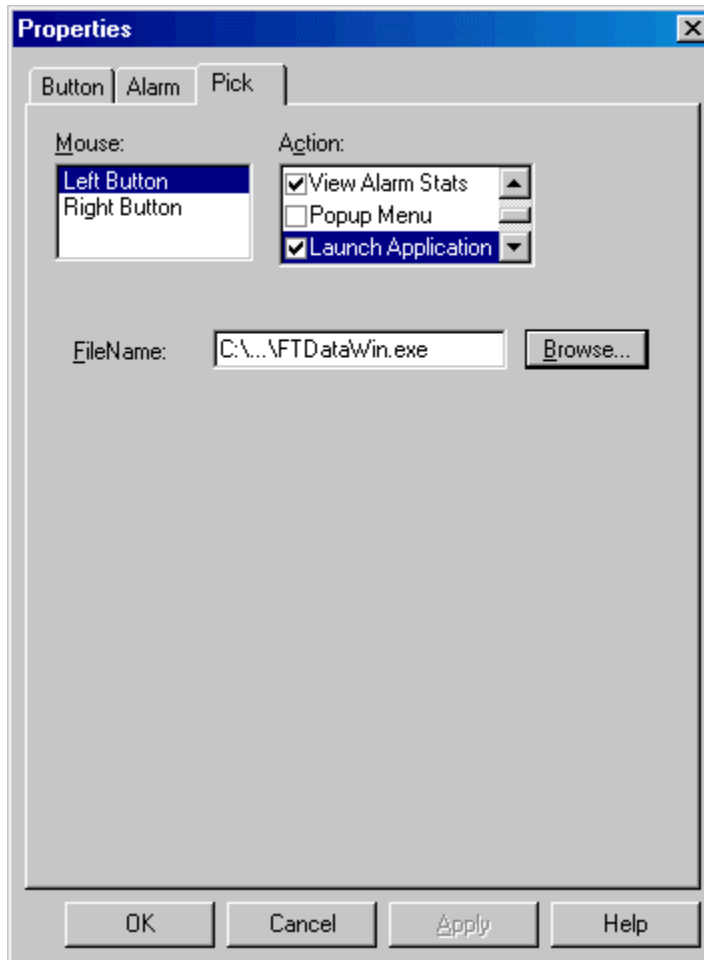 Properties
Button Alarm Pick
Mouse: Action:
Left Button
Right Button
View Alarm Stats
Popup Menu
Launch Application
FileName: C:\...\FTDataWin.exe Browse...
OK Cancel Apply Help